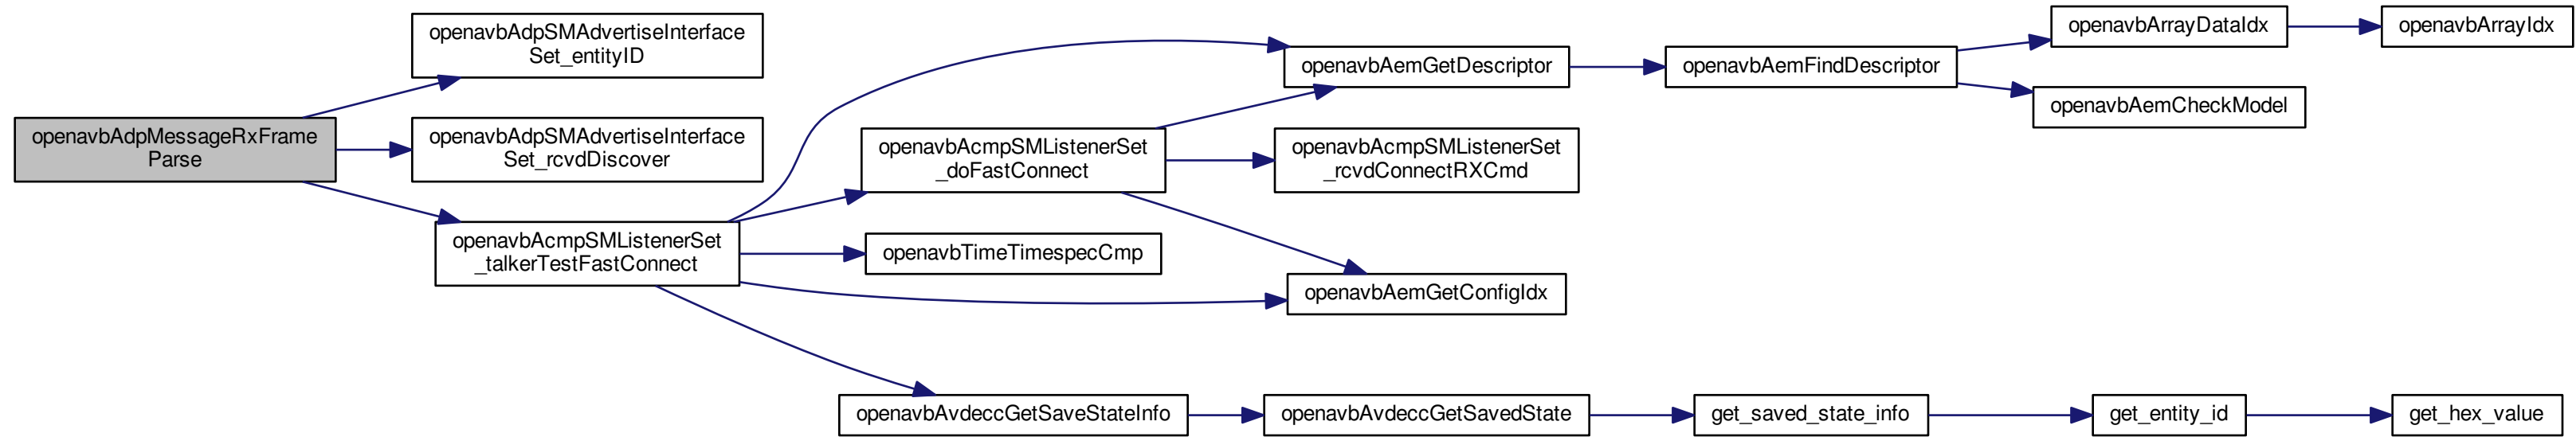 openavbAdpMessageRxFrame
Parse
openavbAdpSMAdvertiseInterface
Set_entityID
openavbAdpSMAdvertiseInterface
Set_rcvdDiscover
openavbAcmpSMListenerSet
_talkerTestFastConnect
openavbAcmpSMListenerSet
_doFastConnect
openavbTimeTimespecCmp
openavbAvdeccGetSaveStateInfo
openavbAemGetDescriptor
openavbAcmpSMListenerSet
_rcvdConnectRXCmd
openavbAemGetConfigIdx
openavbAvdeccGetSavedState
openavbAemFindDescriptor
get_saved_state_info
openavbArrayDataIdx
openavbAemCheckModel
get_entity_id
openavbArrayIdx
get_hex_value